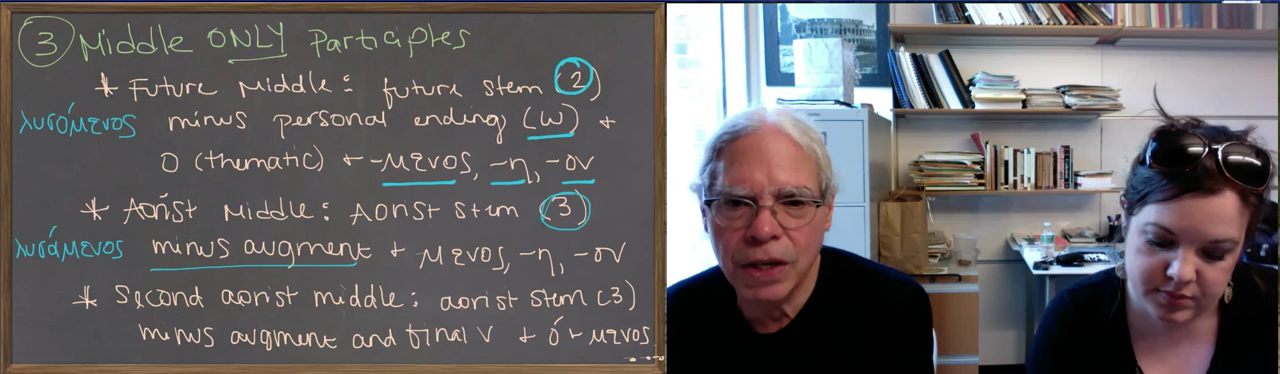 ③ Middle ONLY Participles
* Future Middle: future stem (2)
λυσόμενος minus personal ending (ω) +
ο (thematic) + -μενος, -η, -ον
* Aorist Middle: Aorist stem (3)
λυσάμενος minus augment + μενος, -η, -ον
* Second aorist middle: aorist stem (3)
minus augment and final ν + ό + μενος